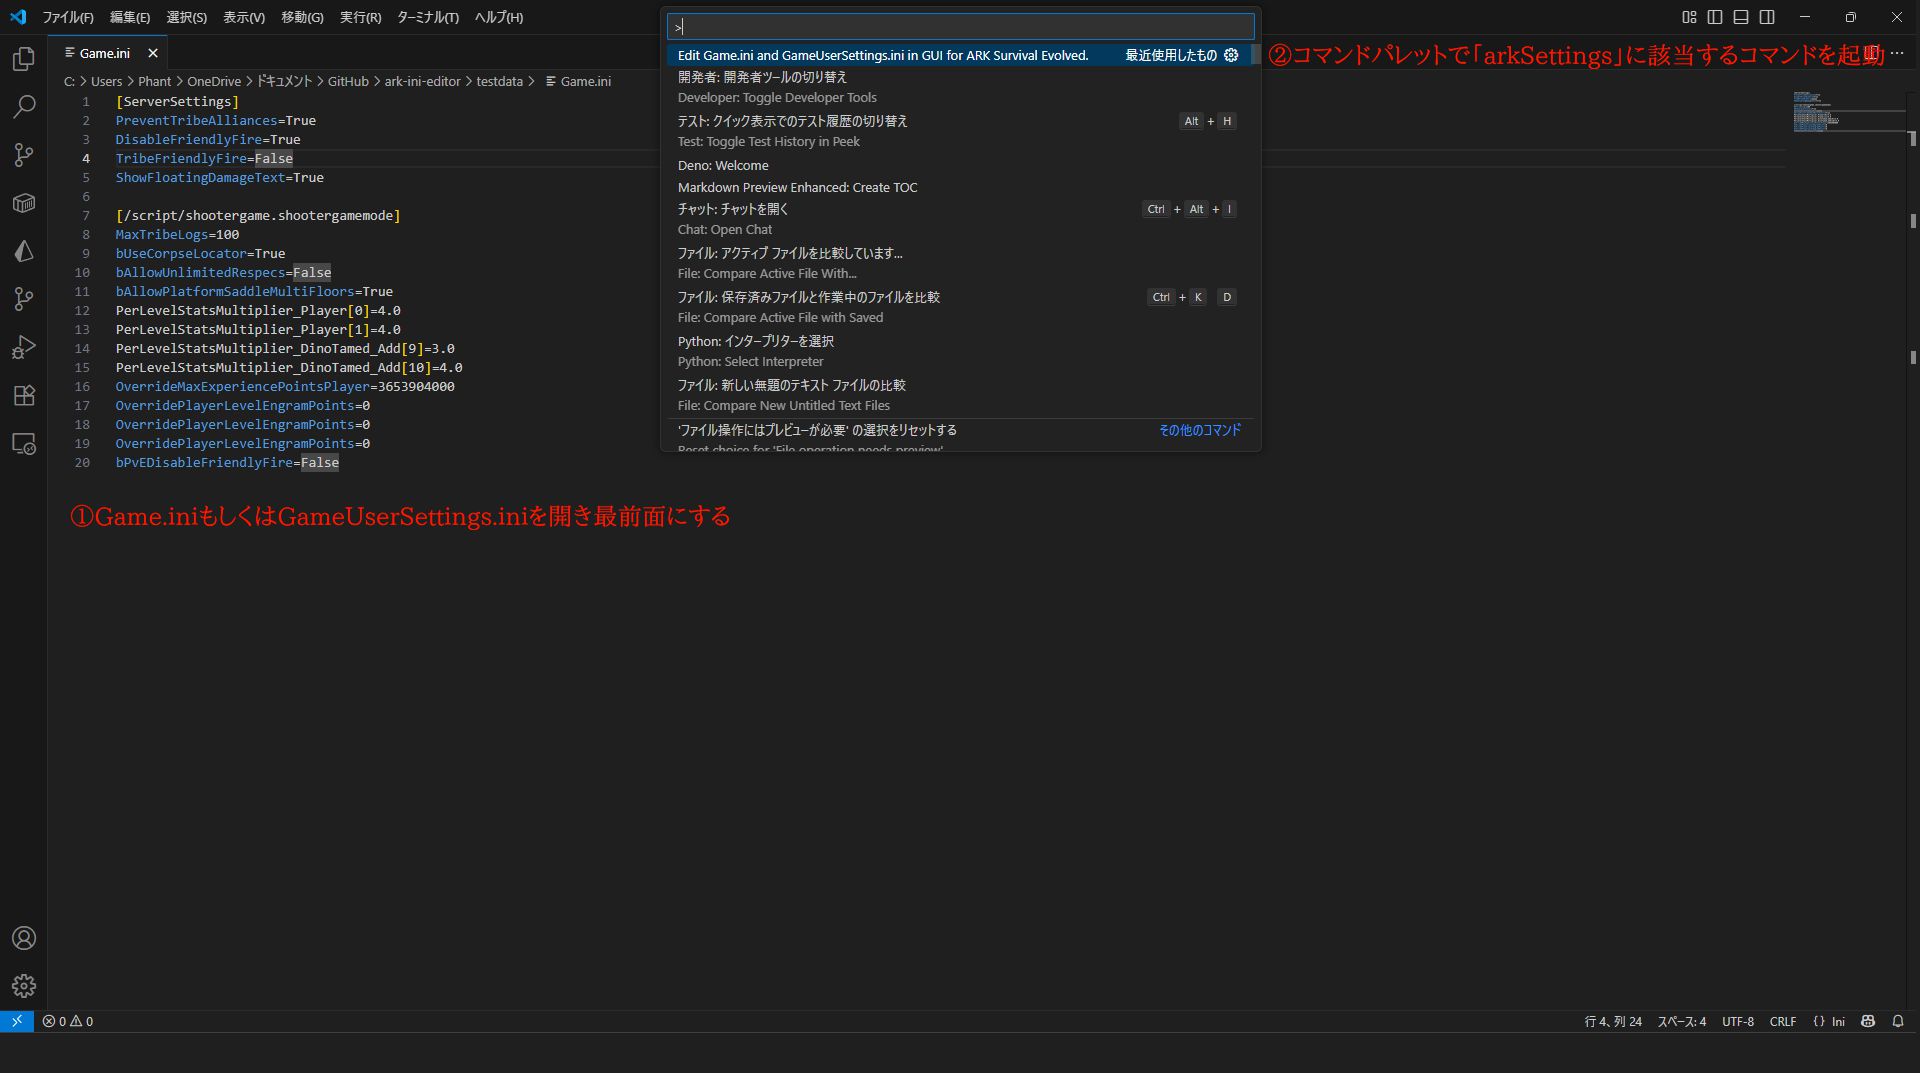 ファイル(F) 編集(E) 選択(S) 表示(V) 移動(G) 実行(R) ターミナル(T) ヘルプ(H)
>
Game.ini
Edit Game.ini and GameUserSettings.ini in GUI for ARK Survival Evolved. 最近使用したもの
②コマンドパレットで「arkSettings」に該当するコマンドを起動
開発者: 開発者ツールの切り替え
Developer: Toggle Developer Tools
テスト: クイック表示でのテスト履歴の切り替え Alt + H
Test: Toggle Test History in Peek
Deno: Welcome
Markdown Preview Enhanced: Create TOC
チャット: チャットを開く Ctrl + Alt + I
Chat: Open Chat
ファイル: アクティブ ファイルを比較しています...
File: Compare Active File With...
ファイル: 保存済みファイルと作業中のファイルを比較 Ctrl + K D
File: Compare Active File with Saved
Python: インタープリターを選択
Python: Select Interpreter
ファイル: 新しい無題のテキスト ファイルの比較
File: Compare New Untitled Text Files
'ファイル操作にはプレビューが必要' の選択をリセットする その他のコマンド
Reset choice for 'File operation needs preview'
C: > Users > Phant > OneDrive > ドキュメント > GitHub > ark-ini-editor > testdata > Game.ini
1 [ServerSettings]
2 PreventTribeAlliances=True
3 DisableFriendlyFire=True
4 TribeFriendlyFire=False
5 ShowFloatingDamageText=True
6
7 [/script/shootergame.shootergamemode]
8 MaxTribeLogs=100
9 bUseCorpseLocator=True
10 bAllowUnlimitedRespecs=False
11 bAllowPlatformSaddleMultiFloors=True
12 PerLevelStatsMultiplier_Player[0]=4.0
13 PerLevelStatsMultiplier_Player[1]=4.0
14 PerLevelStatsMultiplier_DinoTamed_Add[9]=3.0
15 PerLevelStatsMultiplier_DinoTamed_Add[10]=4.0
16 OverrideMaxExperiencePointsPlayer=3653904000
17 OverridePlayerLevelEngramPoints=0
18 OverridePlayerLevelEngramPoints=0
19 OverridePlayerLevelEngramPoints=0
20 bPvEDisableFriendlyFire=False
①Game.iniもしくはGameUserSettings.iniを開き最前面にする
0 0 行 4、列 24 スペース: 4 UTF-8 CRLF {} Ini